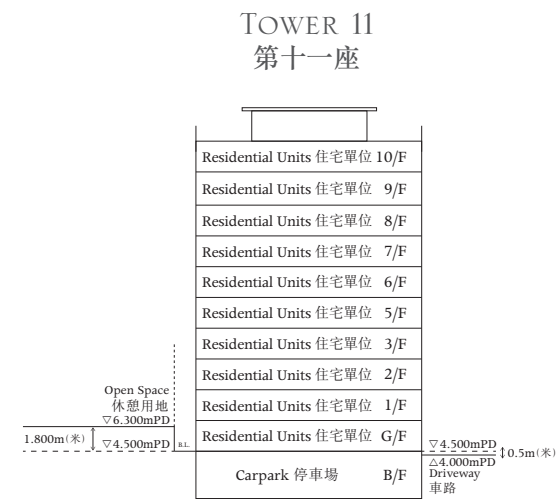 TOWER 11
第十一座
Residential Units 住宅單位 10/F
Residential Units 住宅單位 9/F
Residential Units 住宅單位 8/F
Residential Units 住宅單位 7/F
Residential Units 住宅單位 6/F
Residential Units 住宅單位 5/F
Residential Units 住宅單位 3/F
Residential Units 住宅單位 2/F
Residential Units 住宅單位 1/F
Residential Units 住宅單位 G/F
Carpark 停車場 B/F
Open Space
休憩用地
▽6.300mPD
1.800m(米)
▽4.500mPD
B.L.
▽4.500mPD
0.5m(米)
△4.000mPD
Driveway
車路